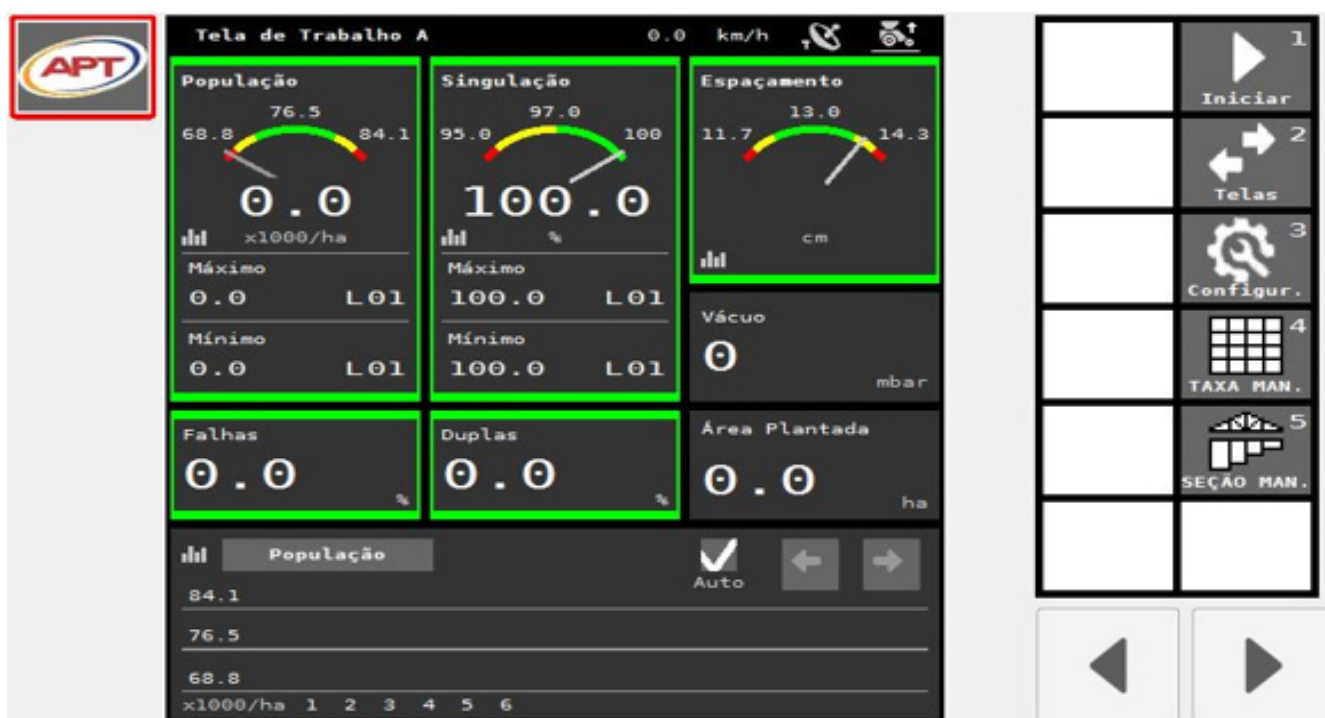 APT
Tela de Trabalho A 0.0 km/h
População
76.5
68.8 84.1
0.0
x1000/ha
Máximo
0.0 L01
Mínimo
0.0 L01
Singulação
97.0
95.0 100
100.0
%
Máximo
100.0 L01
Mínimo
100.0 L01
Espaçamento
13.0
11.7 14.3
cm
Vácuo
0
mbar
Falhas
0.0
%
Duplas
0.0
%
Área Plantada
0.0
ha
População
Auto
84.1
76.5
68.8
x1000/ha 1 2 3 4 5 6
1
Iniciar
2
Telas
3
Configur.
4
TAXA MAN.
5
SEÇÃO MAN.